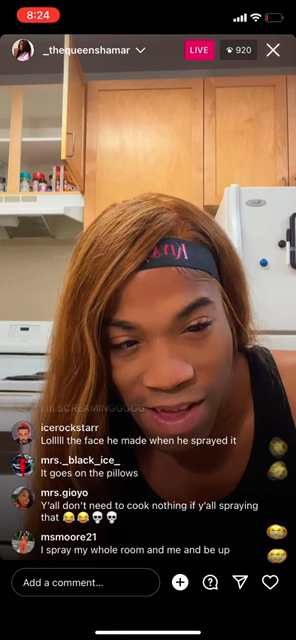 8:24
_thequeenshamar
LIVE
920
I'm SCREAMINGGGGG
icerockstarr
Lolllll the face he made when he sprayed it
mrs._black_ice_
It goes on the pillows
mrs.gioyo
Y'all don't need to cook nothing if y'all spraying
that 😂😂💀💀
msmoore21
I spray my whole room and me and be up
Add a comment...